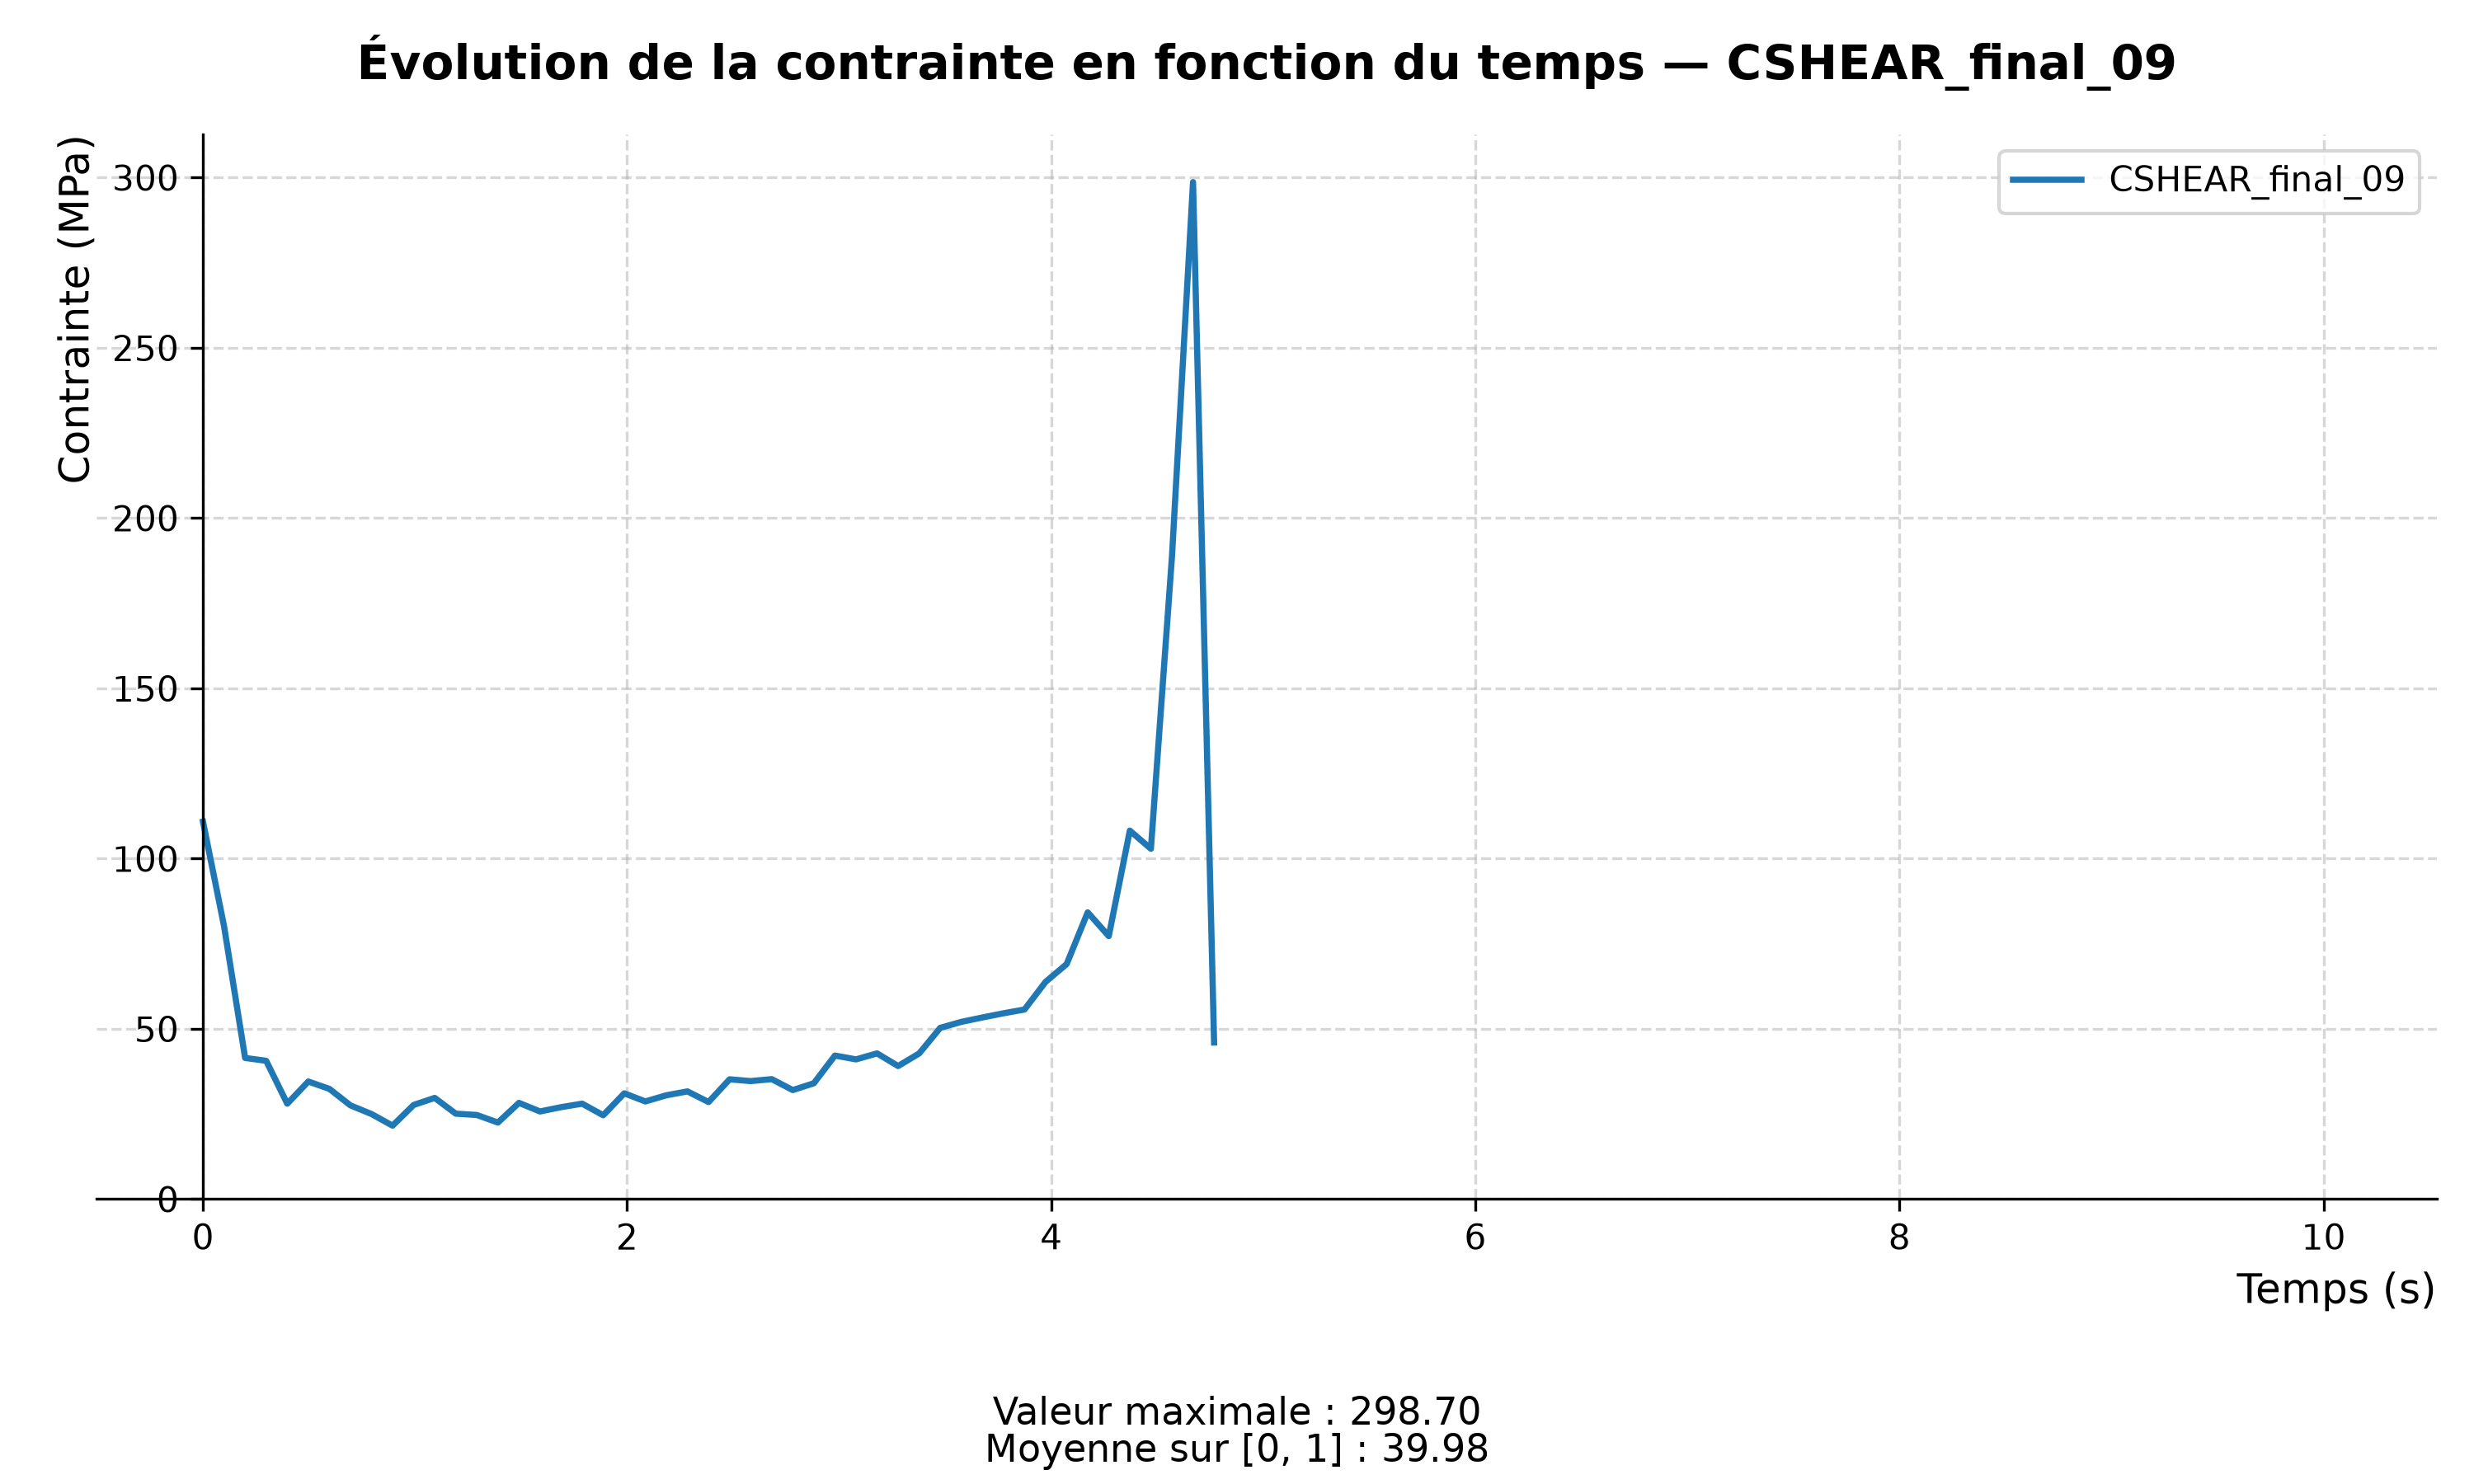 Évolution de la contrainte en fonction du temps — CSHEAR_final_09
Contrainte (MPa)
300
250
200
150
100
50
0
CSHEAR_final_09
0 2 4 6 8 10
Temps (s)
Valeur maximale : 298.70
Moyenne sur [0, 1] : 39.98